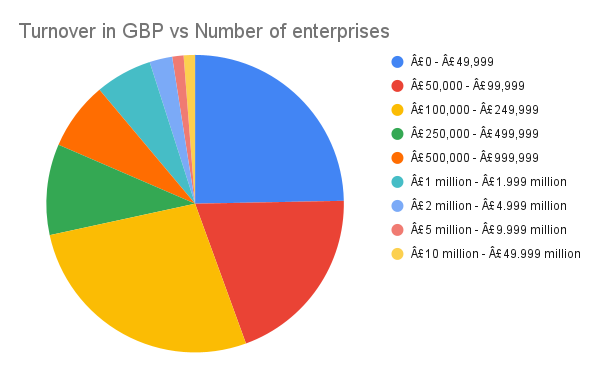 Turnover in GBP vs Number of enterprises
Â£0 - Â£49,999
Â£50,000 - Â£99,999
Â£100,000 - Â£249,999
Â£250,000 - Â£499,999
Â£500,000 - Â£999,999
Â£1 million - Â£1.999 million
Â£2 million - Â£4.999 million
Â£5 million - Â£9.999 million
Â£10 million - Â£49.999 million